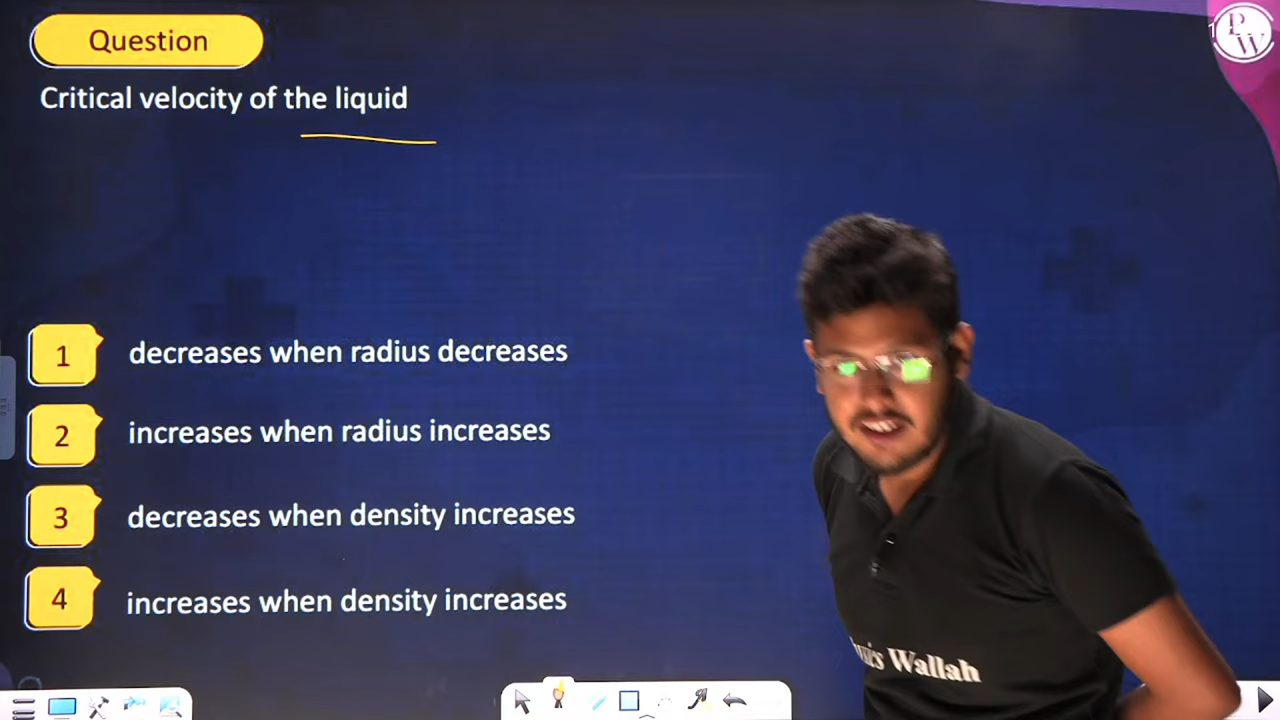 Question
P
W
Critical velocity of the liquid
1 decreases when radius decreases
2 increases when radius increases
3 decreases when density increases
4 increases when density increases
Wallah